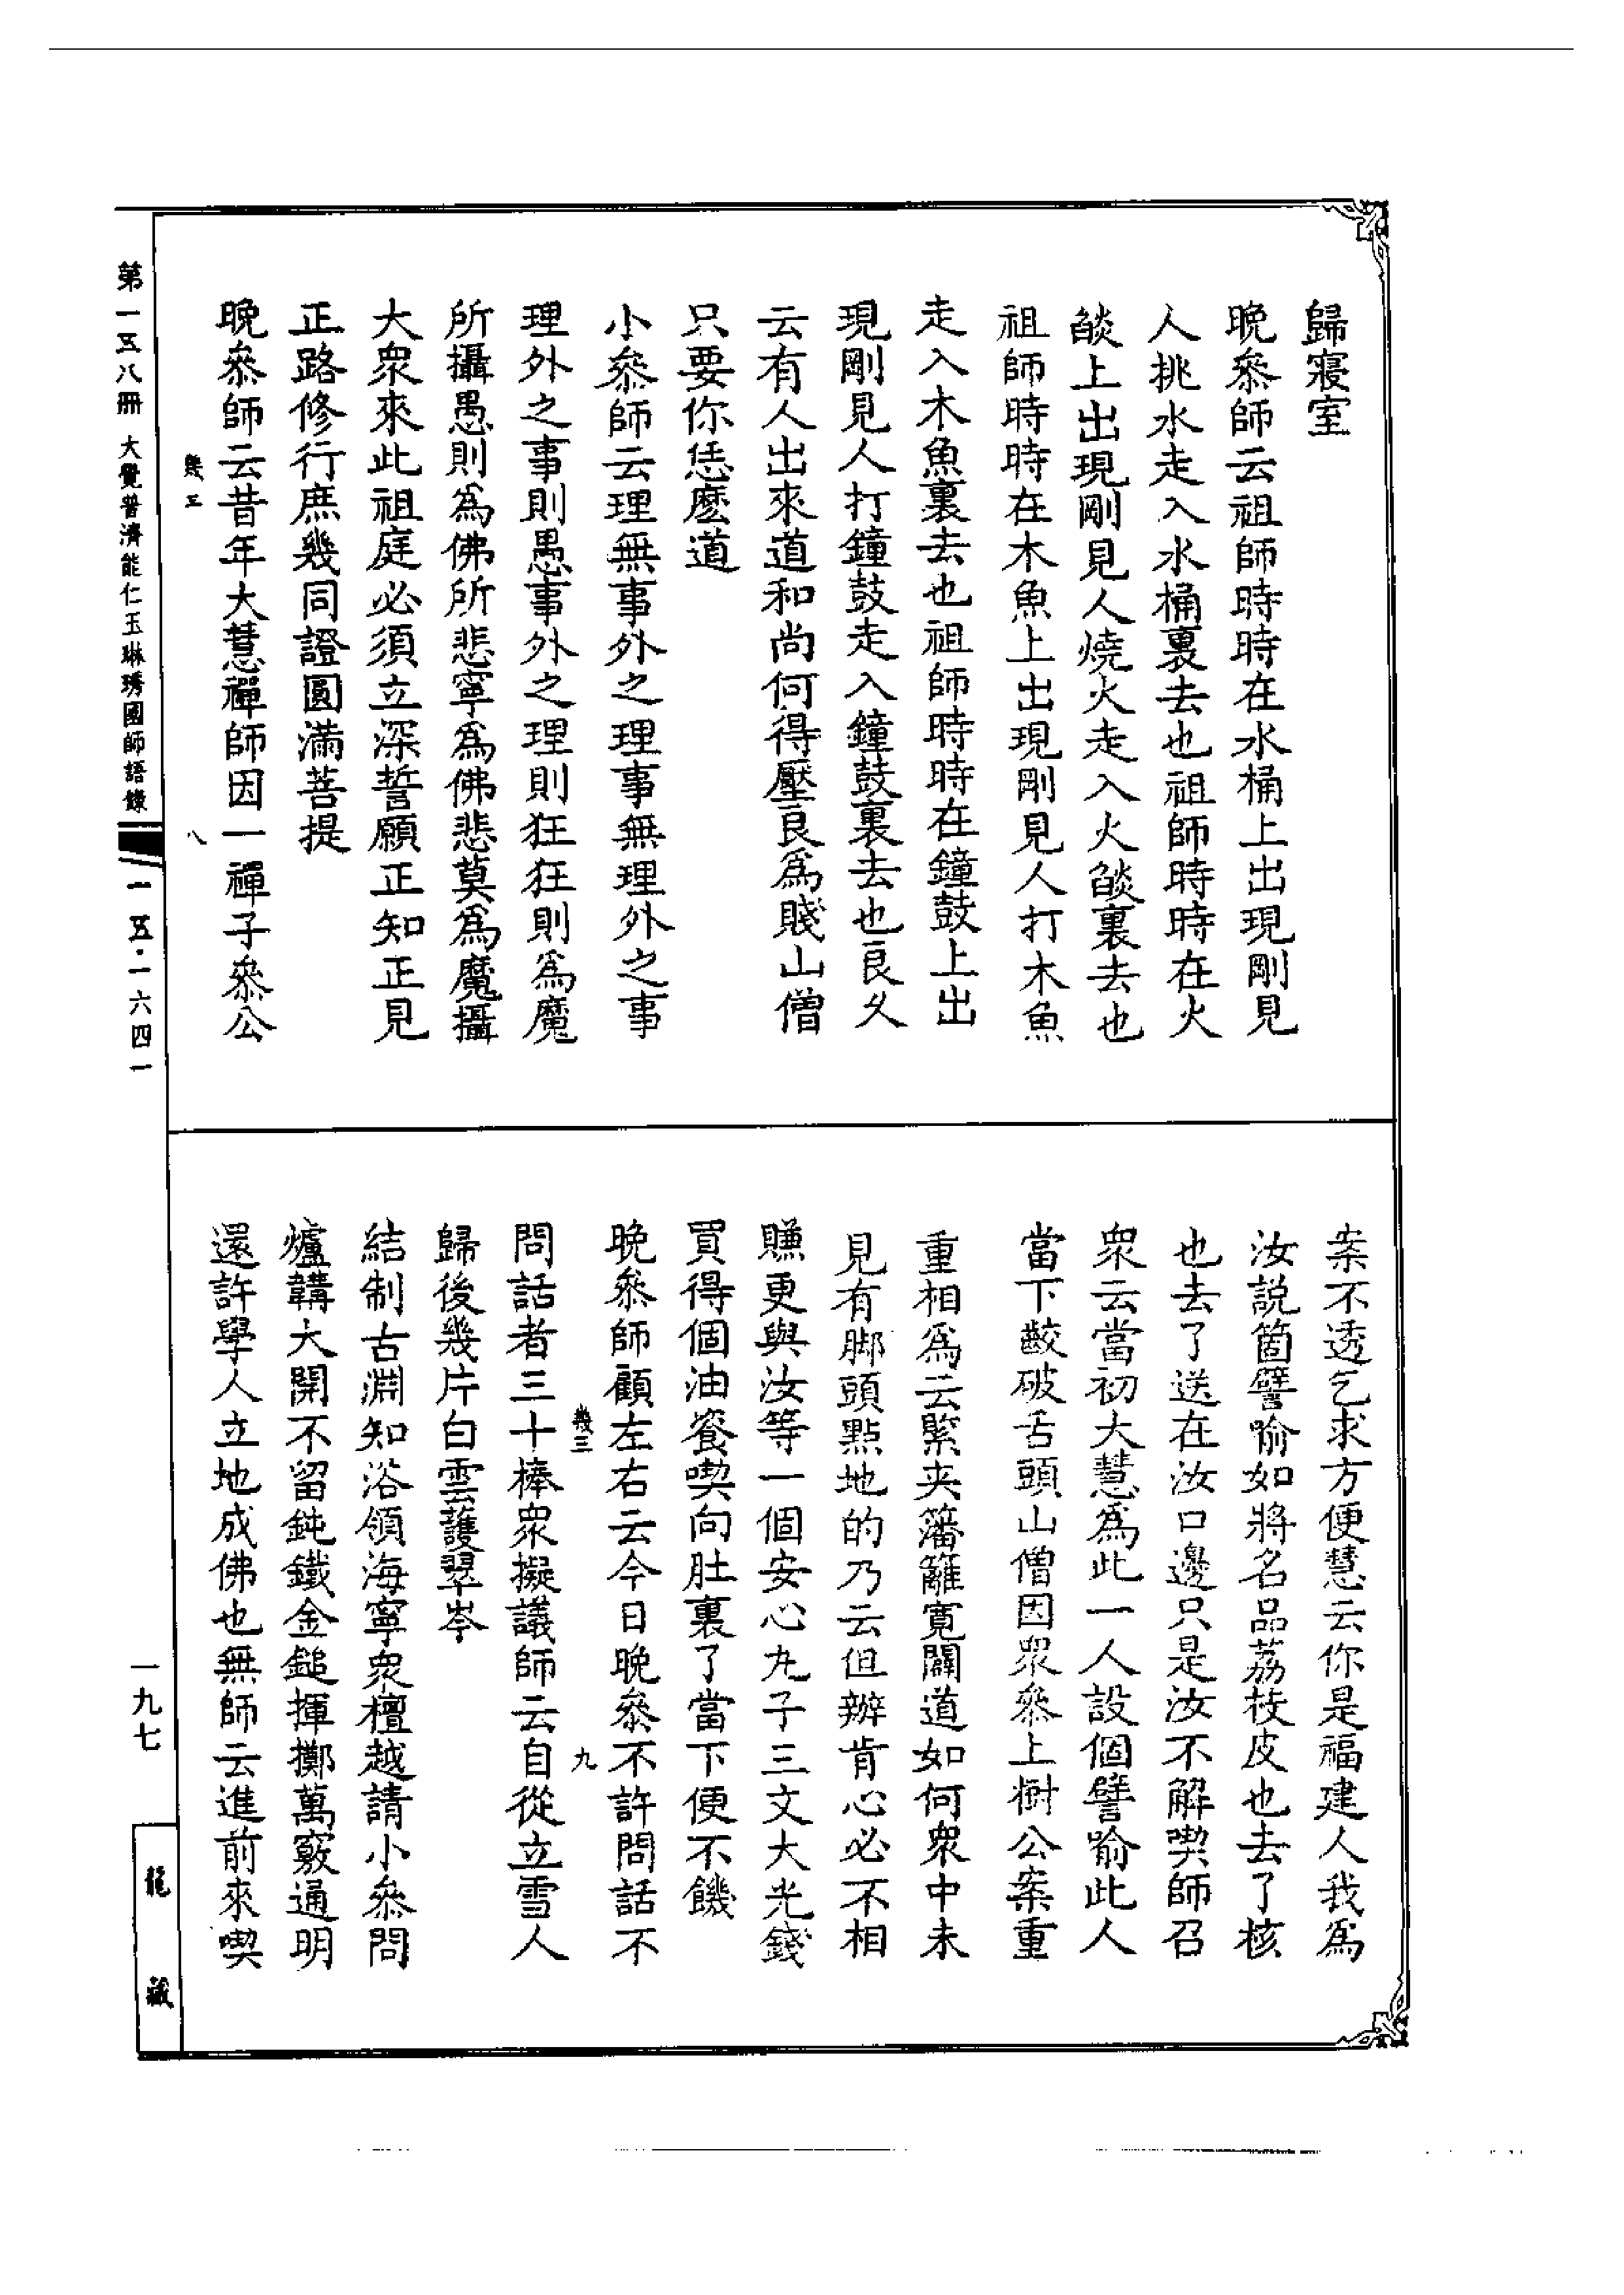 歸寢室
晚叅師云祖師時時在水桶上出現剛見
人挑水走入水桶裏去也祖師時時在火
燄上出現剛見人燒火走入火燄裏去也
祖師時時在木魚上出現剛見人打木魚
走入木魚裏去也祖師時時在鐘鼓上出
現剛見人打鐘鼓走入鐘鼓裏去也良久
云有人出來道和尚何得壓良爲賤山僧
只要你恁麽道
小叅師云理無事外之理事無理外之事
理外之事則愚事外之理則狂狂則爲魔
所攝愚則爲佛所悲寧爲佛悲莫爲魔攝
大衆來此祖庭必須立深誓願正知正見
正路修行庶幾同證圓滿菩提
晚叅師云昔年大慧禪師因一禪子叅公
八
案不透乞求方便慧云你是福建人我爲
汝説箇譬喻如將名品荔枝皮也去了核
也去了送在汝口邊只是汝不解喫師召
衆云當初大慧爲此一人設個譬喻此人
當下齩破舌頭山僧因衆叅上樹公案重
重相爲云緊夾籓籬寬闢道如何衆中未
見有脚頭點地的乃云但辦肯心必不相
賺更與汝等一個安心丸子三文大光錢
買得個油餈喫向肚裏了當下便不饑
晚叅師顧左右云今日晚叅不許問話不
幾三
九
問話者三十棒衆擬議師云自從立雪人
歸後幾片白雲護翠岑
結制古淵知浴領海寧衆檀越請小叅問
爐韛大開不留鈍鐵金鎚揮擲萬竅通明
還許學人立地成佛也無師云進前來喫
第一五八冊 大覺普濟能仁玉琳琇國師語錄
一五·一六四一
一九七
龍藏